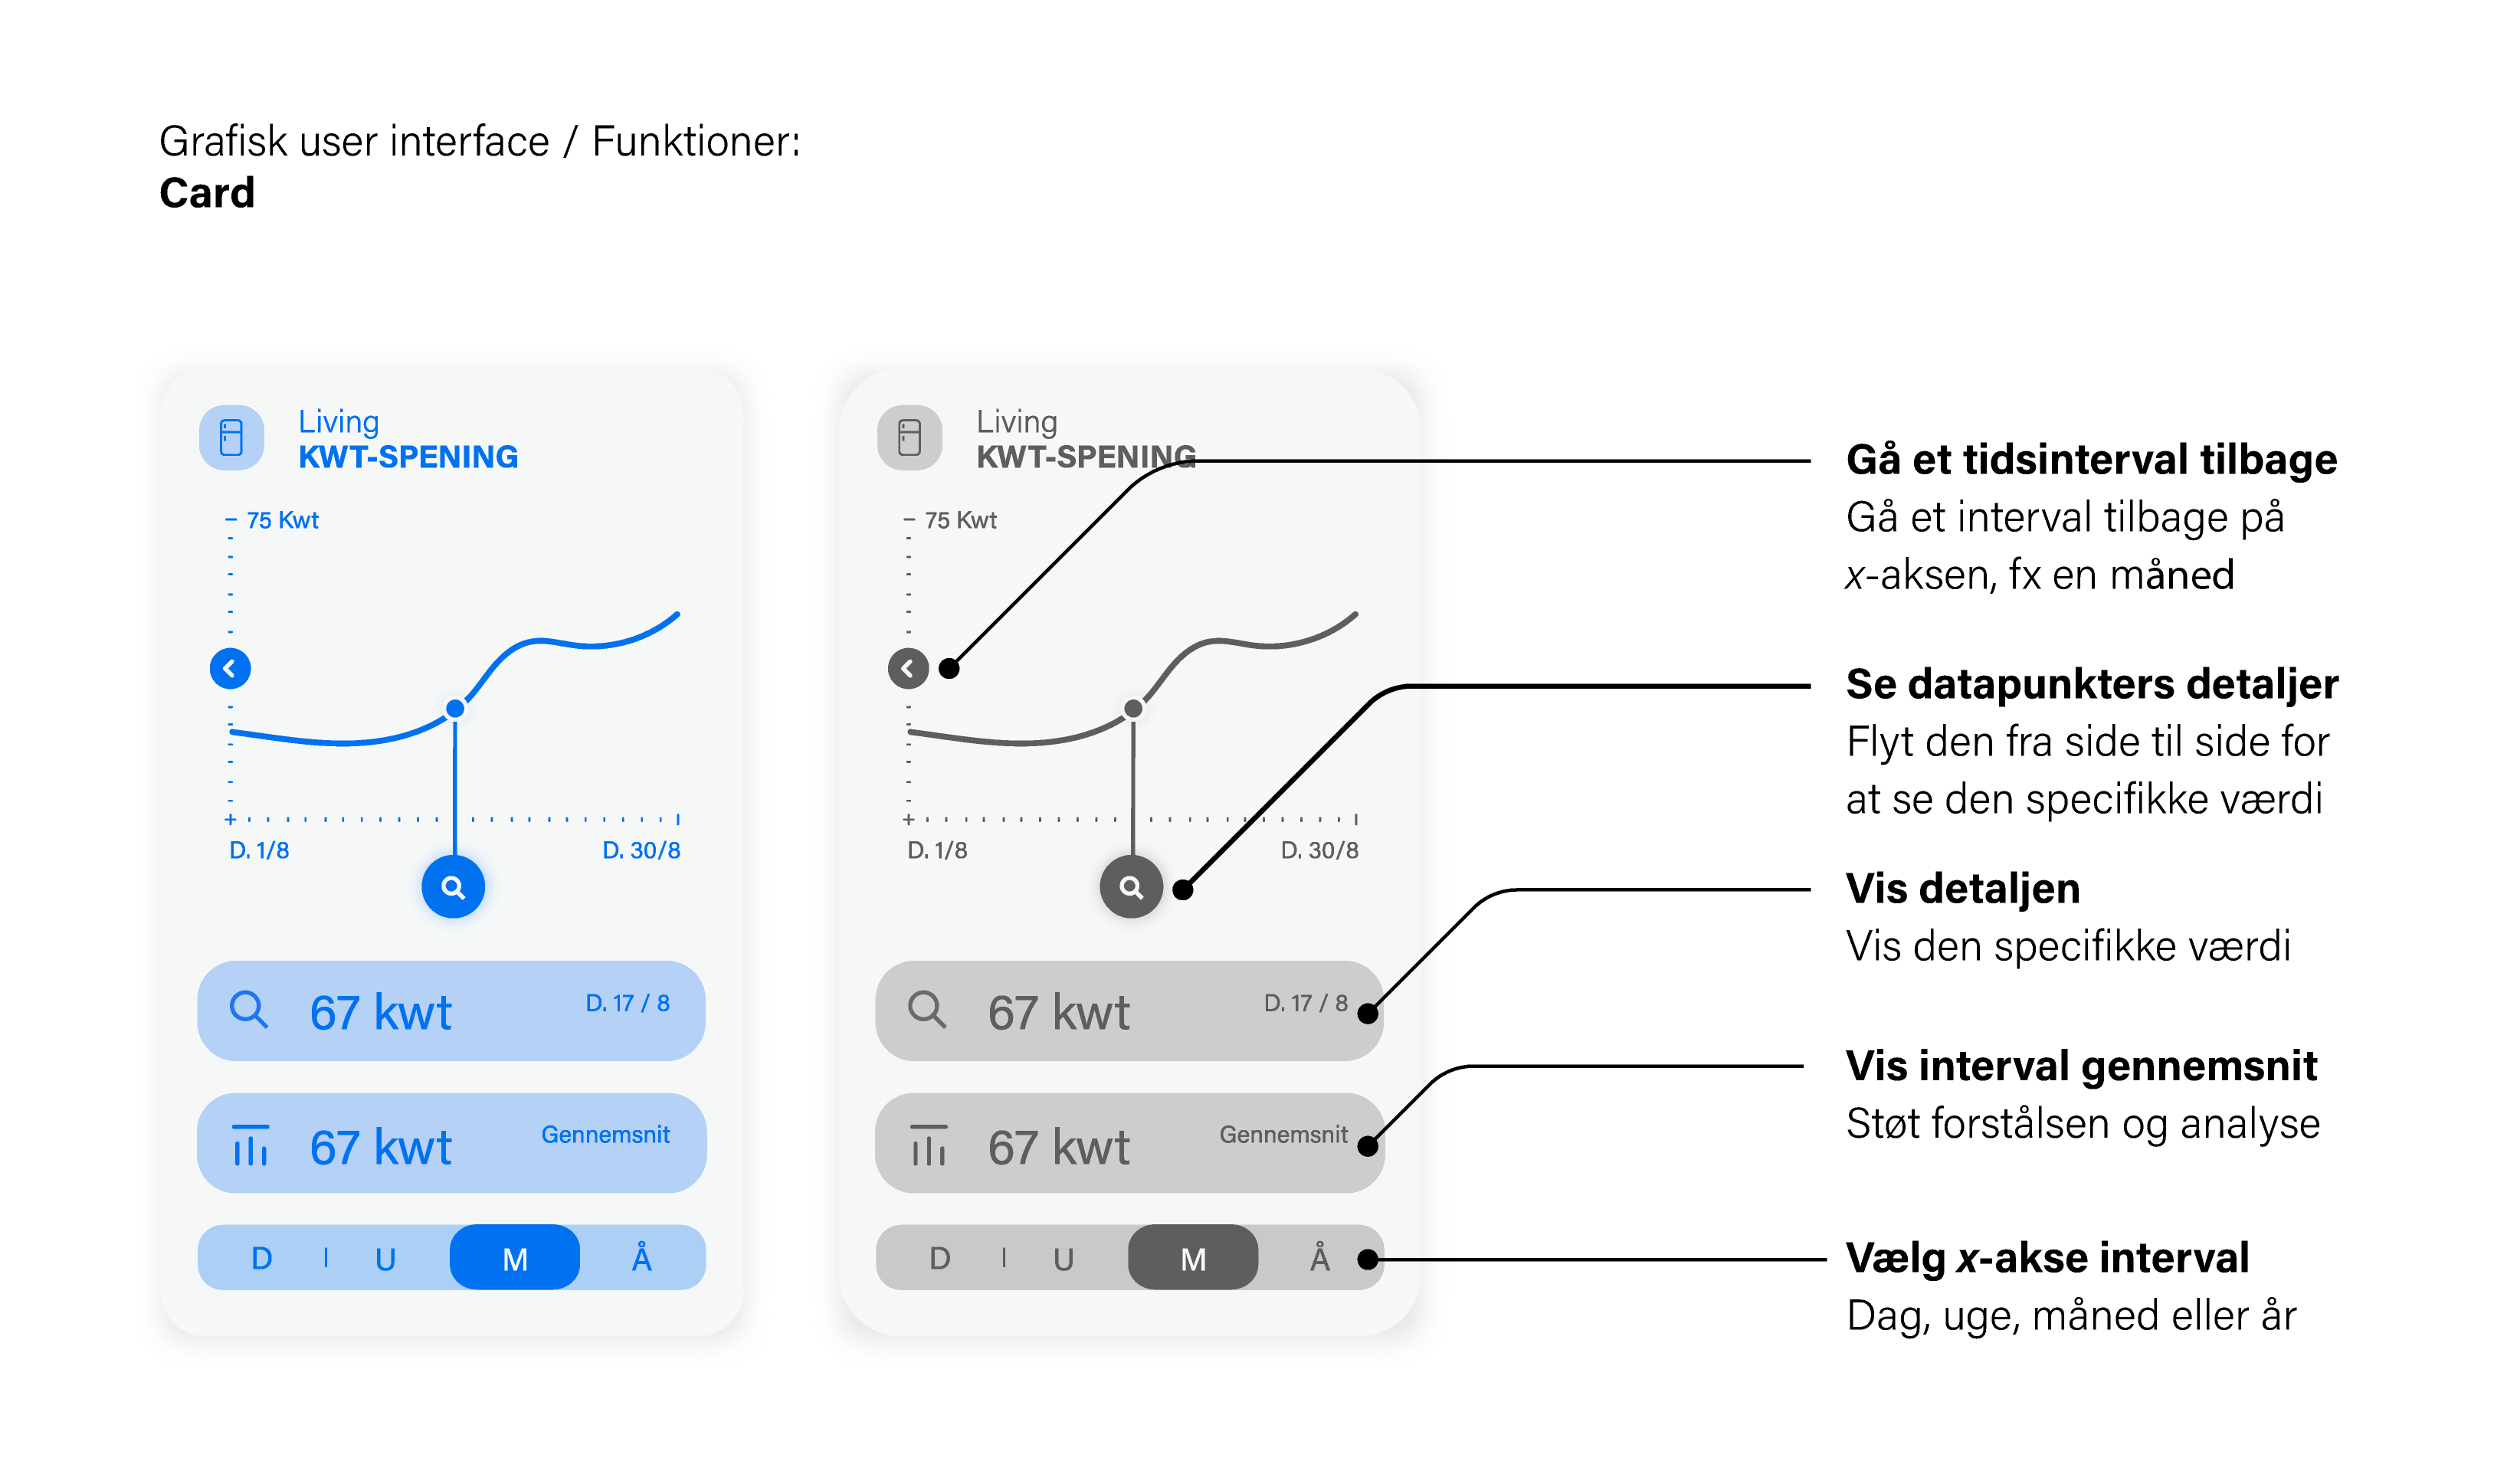 Grafisk user interface / Funktioner:
Card
Living
KWT-SPENING
75 Kwt
D. 1/8
D. 30/8
67 kwt
D. 17 / 8
67 kwt
Gennemsnit
D | U M Å
Living
KWT-SPENING
75 Kwt
D. 1/8
D. 30/8
67 kwt
D. 17 / 8
67 kwt
Gennemsnit
D | U M Å
Gå et tidsinterval tilbage
Gå et interval tilbage på
x-aksen, fx en måned
Se datapunkters detaljer
Flyt den fra side til side for
at se den specifikke værdi
Vis detaljen
Vis den specifikke værdi
Vis interval gennemsnit
Støt forstålsen og analyse
Vælg x-akse interval
Dag, uge, måned eller år